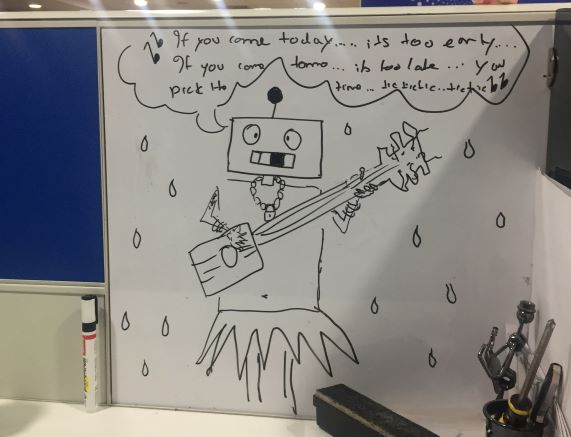 If you come today.... its too early....
If you come tomo... its too late... you
pick the time... tic tic tic... tic tic